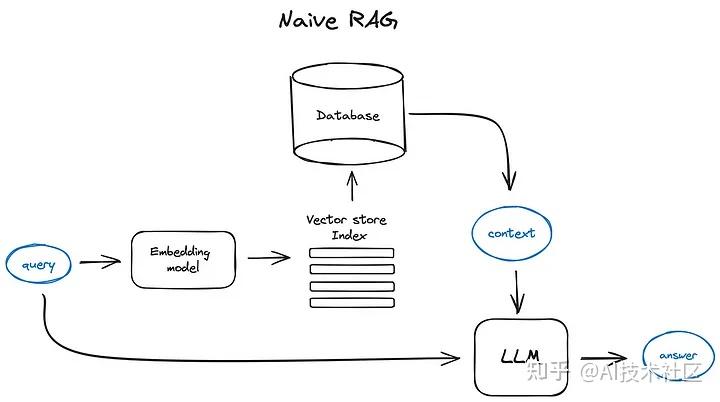 Naive RAG
Database
Vector store
Index
Embedding
model
query
context
LLM
answer
知乎 @AI技术社区